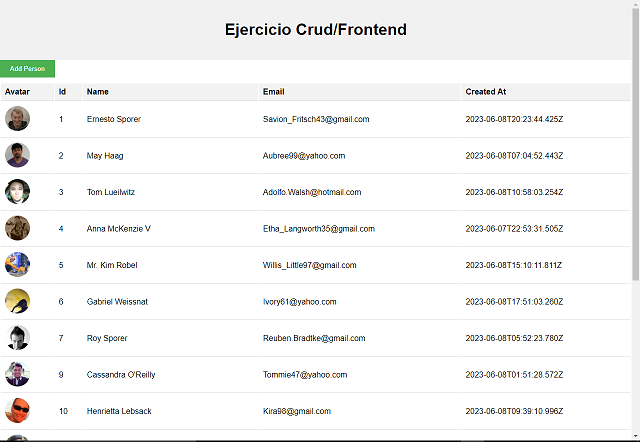 Ejercicio Crud/Frontend
Add Person
Avatar Id Name Email Created At
1 Ernesto Sporer Savion_Fritsch43@gmail.com 2023-06-08T20:23:44.425Z
2 May Haag Aubree99@yahoo.com 2023-06-08T07:04:52.443Z
3 Tom Lueilwitz Adolfo.Walsh@hotmail.com 2023-06-08T10:58:03.254Z
4 Anna McKenzie V Etha_Langworth35@gmail.com 2023-06-07T22:53:31.505Z
5 Mr. Kim Robel Willis_Little97@gmail.com 2023-06-08T15:10:11.811Z
6 Gabriel Weissnat Ivory61@yahoo.com 2023-06-08T17:51:03.260Z
7 Roy Sporer Reuben.Bradtke@gmail.com 2023-06-08T05:52:23.780Z
9 Cassandra O'Reilly Tommie47@yahoo.com 2023-06-08T01:51:28.572Z
10 Henrietta Lebsack Kira98@gmail.com 2023-06-08T09:39:10.996Z